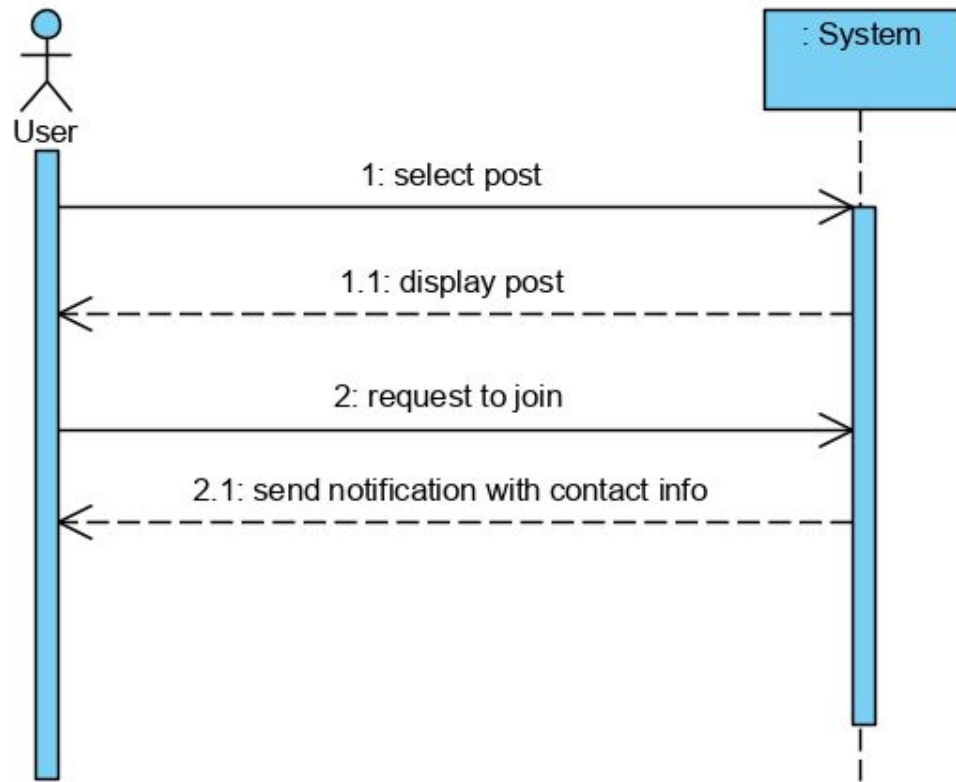 : System
User
1: select post
1.1: display post
2: request to join
2.1: send notification with contact info